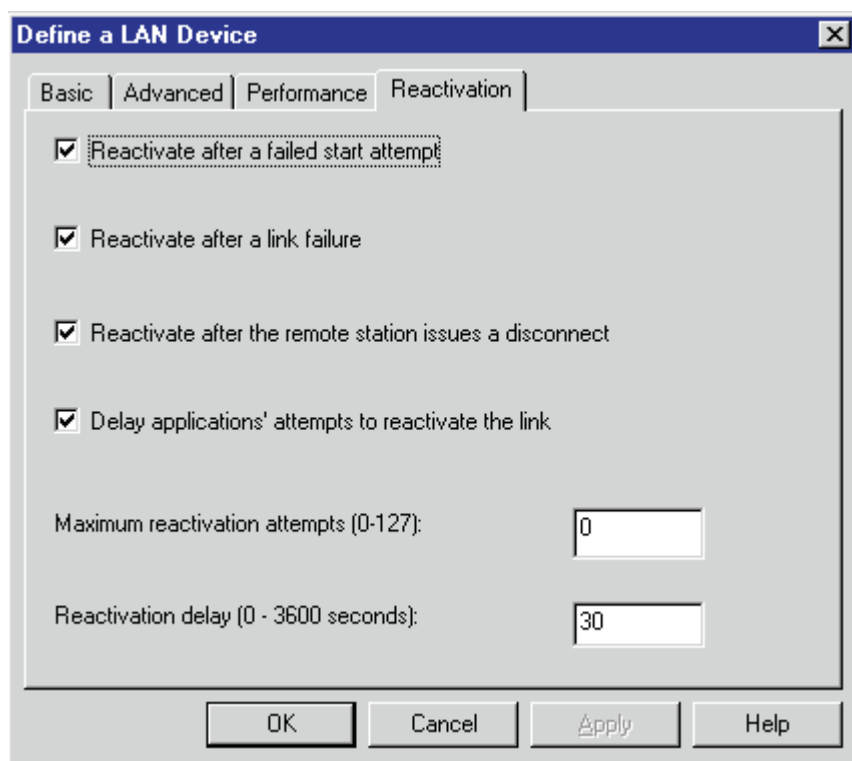 Define a LAN Device
Basic Advanced Performance Reactivation
Reactivate after a failed start attempt
Reactivate after a link failure
Reactivate after the remote station issues a disconnect
Delay applications' attempts to reactivate the link
Maximum reactivation attempts (0-127): 0
Reactivation delay (0 - 3600 seconds): 30
OK Cancel Apply Help